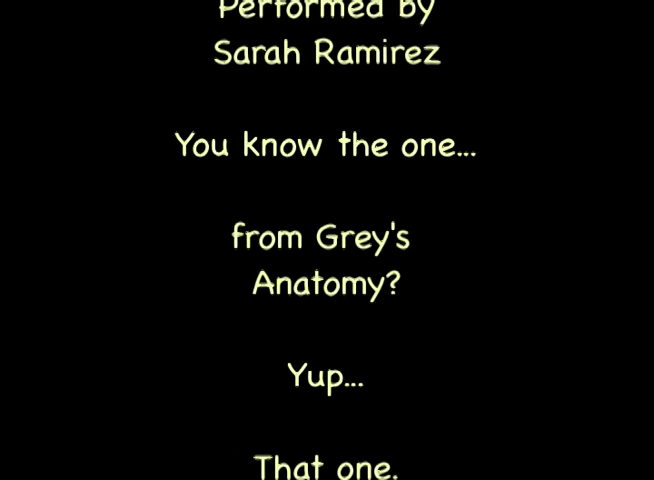 Performed by
Sarah Ramirez
You know the one...
from Grey's
Anatomy?
Yup...
That one.